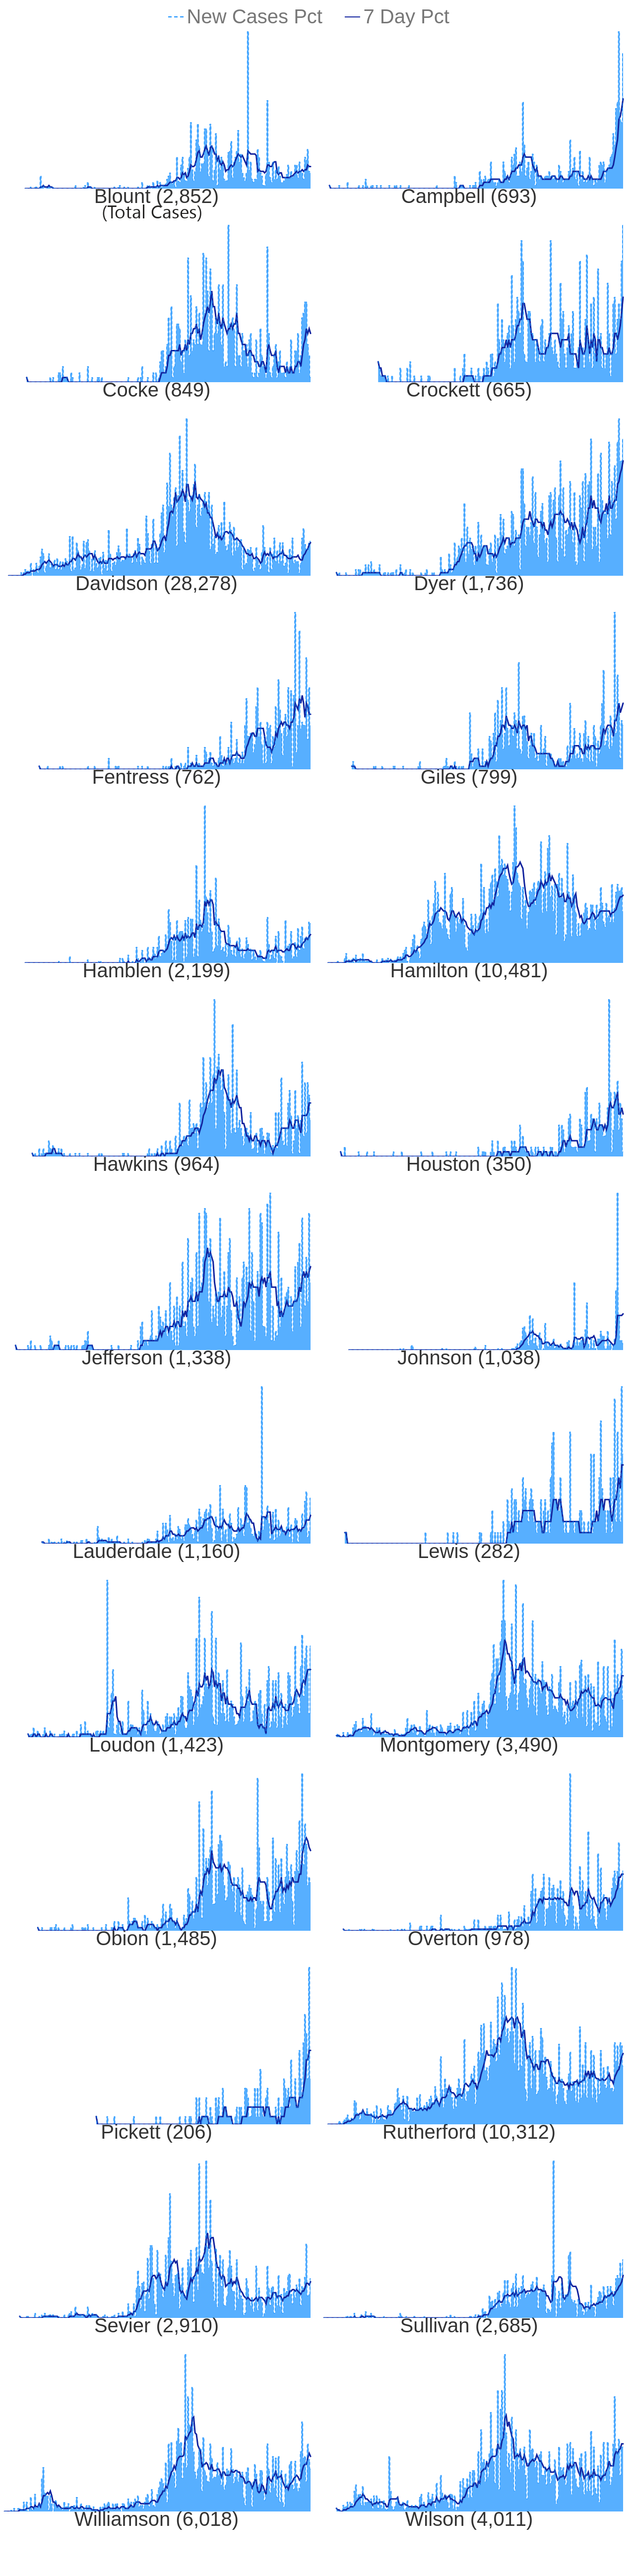 New Cases Pct 7 Day Pct
Blount (2,852) Campbell (693)
(Total Cases)
Cocke (849) Crockett (665)
Davidson (28,278) Dyer (1,736)
Fentress (762) Giles (799)
Hamblen (2,199) Hamilton (10,481)
Hawkins (964) Houston (350)
Jefferson (1,338) Johnson (1,038)
Lauderdale (1,160) Lewis (282)
Loudon (1,423) Montgomery (3,490)
Obion (1,485) Overton (978)
Pickett (206) Rutherford (10,312)
Sevier (2,910) Sullivan (2,685)
Williamson (6,018) Wilson (4,011)